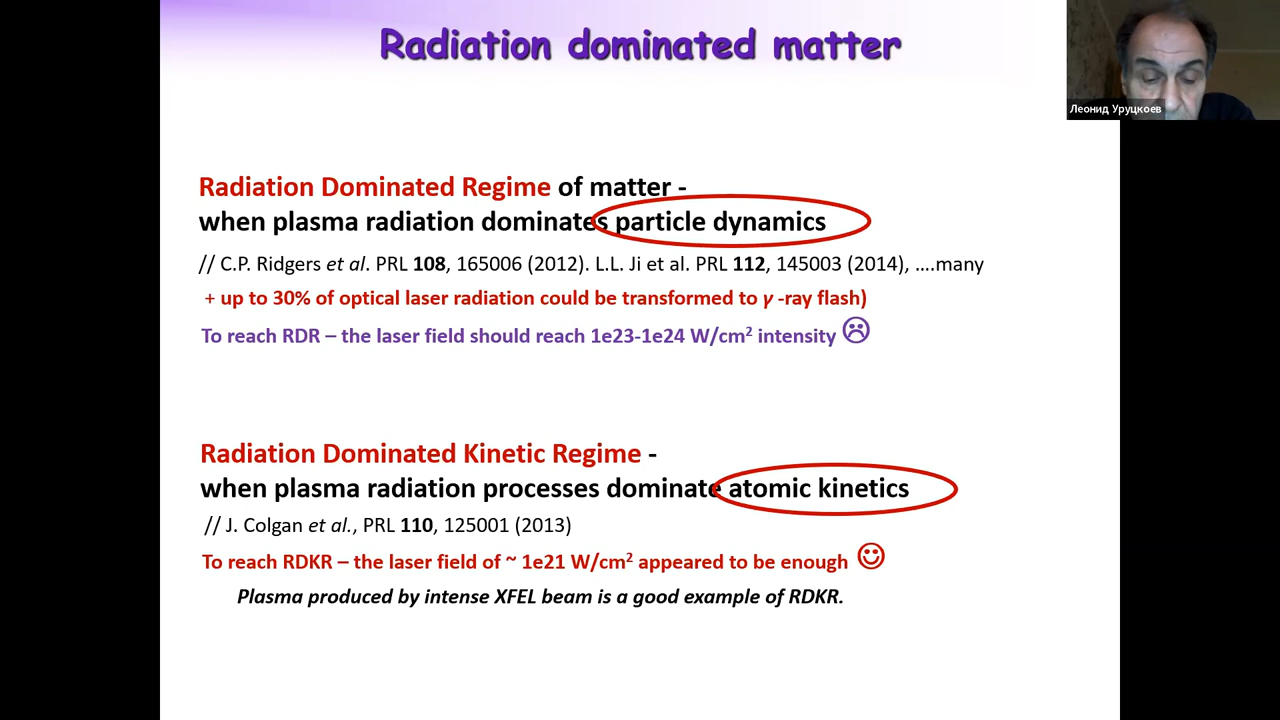 Radiation dominated matter
Леонид Уруцкоев
Radiation Dominated Regime of matter -
when plasma radiation dominates particle dynamics
// C.P. Ridgers et al. PRL 108, 165006 (2012). L.L. Ji et al. PRL 112, 145003 (2014), ….many
+ up to 30% of optical laser radiation could be transformed to γ -ray flash)
To reach RDR – the laser field should reach 1e23-1e24 W/cm² intensity ☹
Radiation Dominated Kinetic Regime -
when plasma radiation processes dominate atomic kinetics
// J. Colgan et al., PRL 110, 125001 (2013)
To reach RDKR – the laser field of ~ 1e21 W/cm² appeared to be enough ☺
Plasma produced by intense XFEL beam is a good example of RDKR.